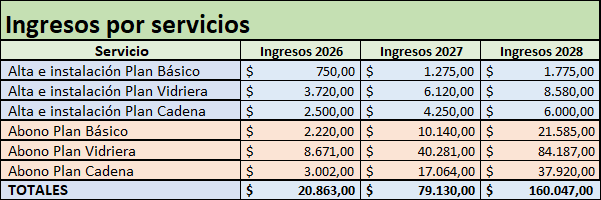 Ingresos por servicios
Servicio Ingresos 2026 Ingresos 2027 Ingresos 2028
Alta e instalación Plan Básico $ 750,00 $ 1.275,00 $ 1.775,00
Alta e instalación Plan Vidriera $ 3.720,00 $ 6.120,00 $ 8.580,00
Alta e instalación Plan Cadena $ 2.500,00 $ 4.250,00 $ 6.000,00
Abono Plan Básico $ 2.220,00 $ 10.140,00 $ 21.585,00
Abono Plan Vidriera $ 8.671,00 $ 40.281,00 $ 84.187,00
Abono Plan Cadena $ 3.002,00 $ 17.064,00 $ 37.920,00
TOTALES $ 20.863,00 $ 79.130,00 $ 160.047,00